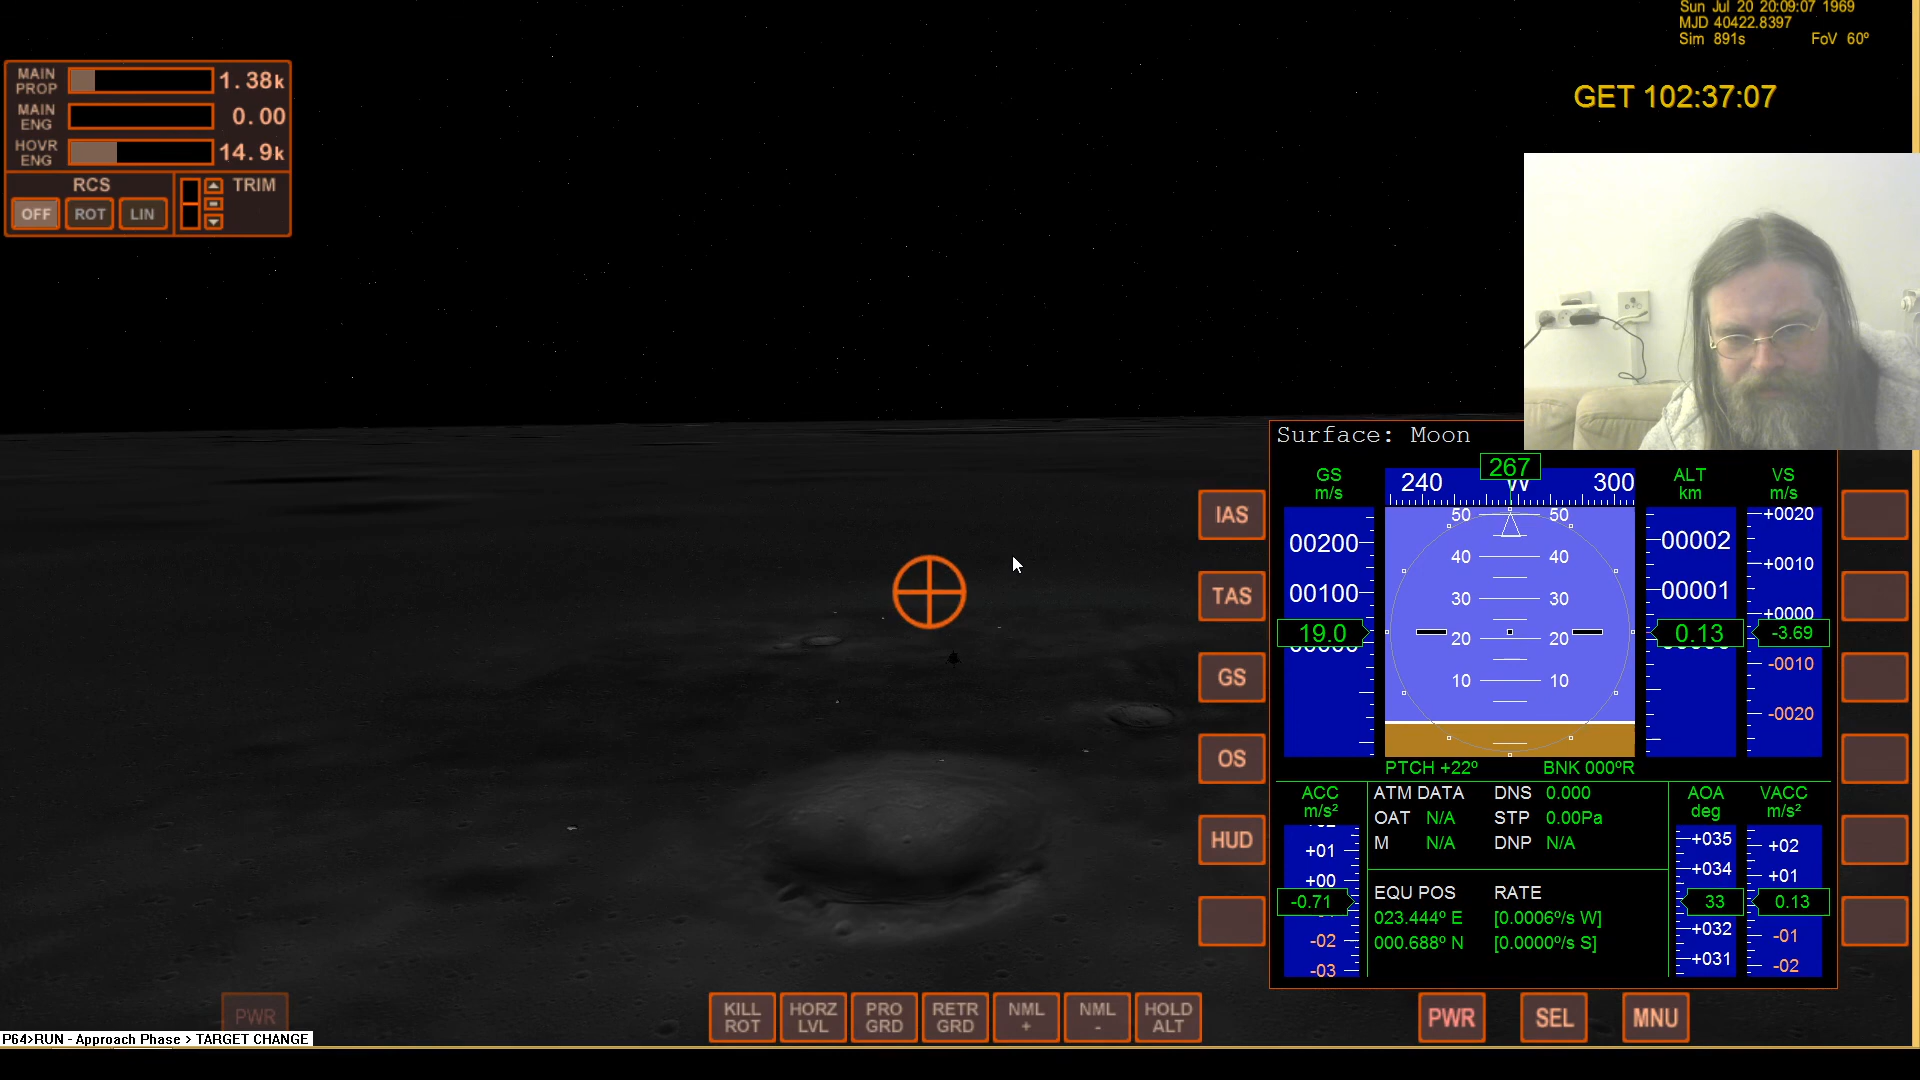 Sun Jul 20 20:09:07 1969
MJD 40422.8397
Sim 891s FoV 60º
GET 102:37:07
MAIN PROP 1.38k
MAIN ENG 0.00
HOVR ENG 14.9k
RCS TRIM
OFF ROT LIN
Surface: Moon
GS m/s
267
240 W 300
ALT km
VS m/s
IAS
TAS
GS
OS
HUD
00200
00100
19.0
50 50
40 40
30 30
20 20
10 10
00002
00001
0.13
+0020
+0010
+0000
-3.69
-0010
-0020
PTCH +22º BNK 000ºR
ACC m/s²
+01
+00
-0.71
-02
-03
ATM DATA DNS 0.000
OAT N/A STP 0.00Pa
M N/A DNP N/A
EQU POS RATE
023.444º E [0.0006º/s W]
000.688º N [0.0000º/s S]
AOA deg
+035
+034
33
+032
+031
VACC m/s²
+02
+01
0.13
-01
-02
PWR
KILL ROT
HORZ LVL
PRO GRD
RETR GRD
NML +
NML -
HOLD ALT
PWR SEL MNU
P64>RUN - Approach Phase > TARGET CHANGE